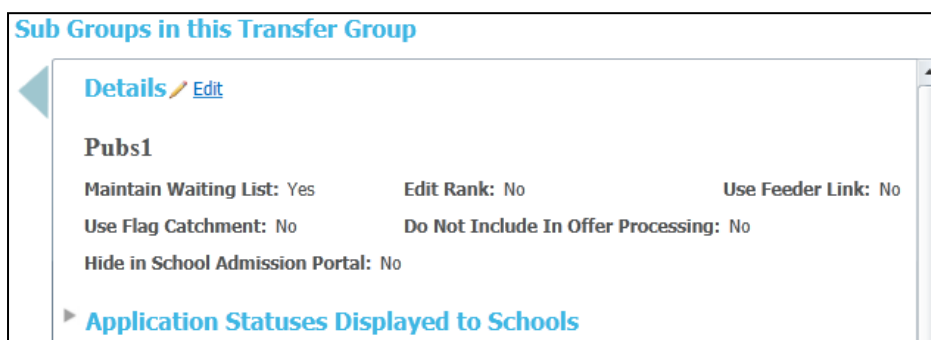 Sub Groups in this Transfer Group
Details Edit
Pubs1
Maintain Waiting List: Yes Edit Rank: No Use Feeder Link: No
Use Flag Catchment: No Do Not Include In Offer Processing: No
Hide in School Admission Portal: No
Application Statuses Displayed to Schools